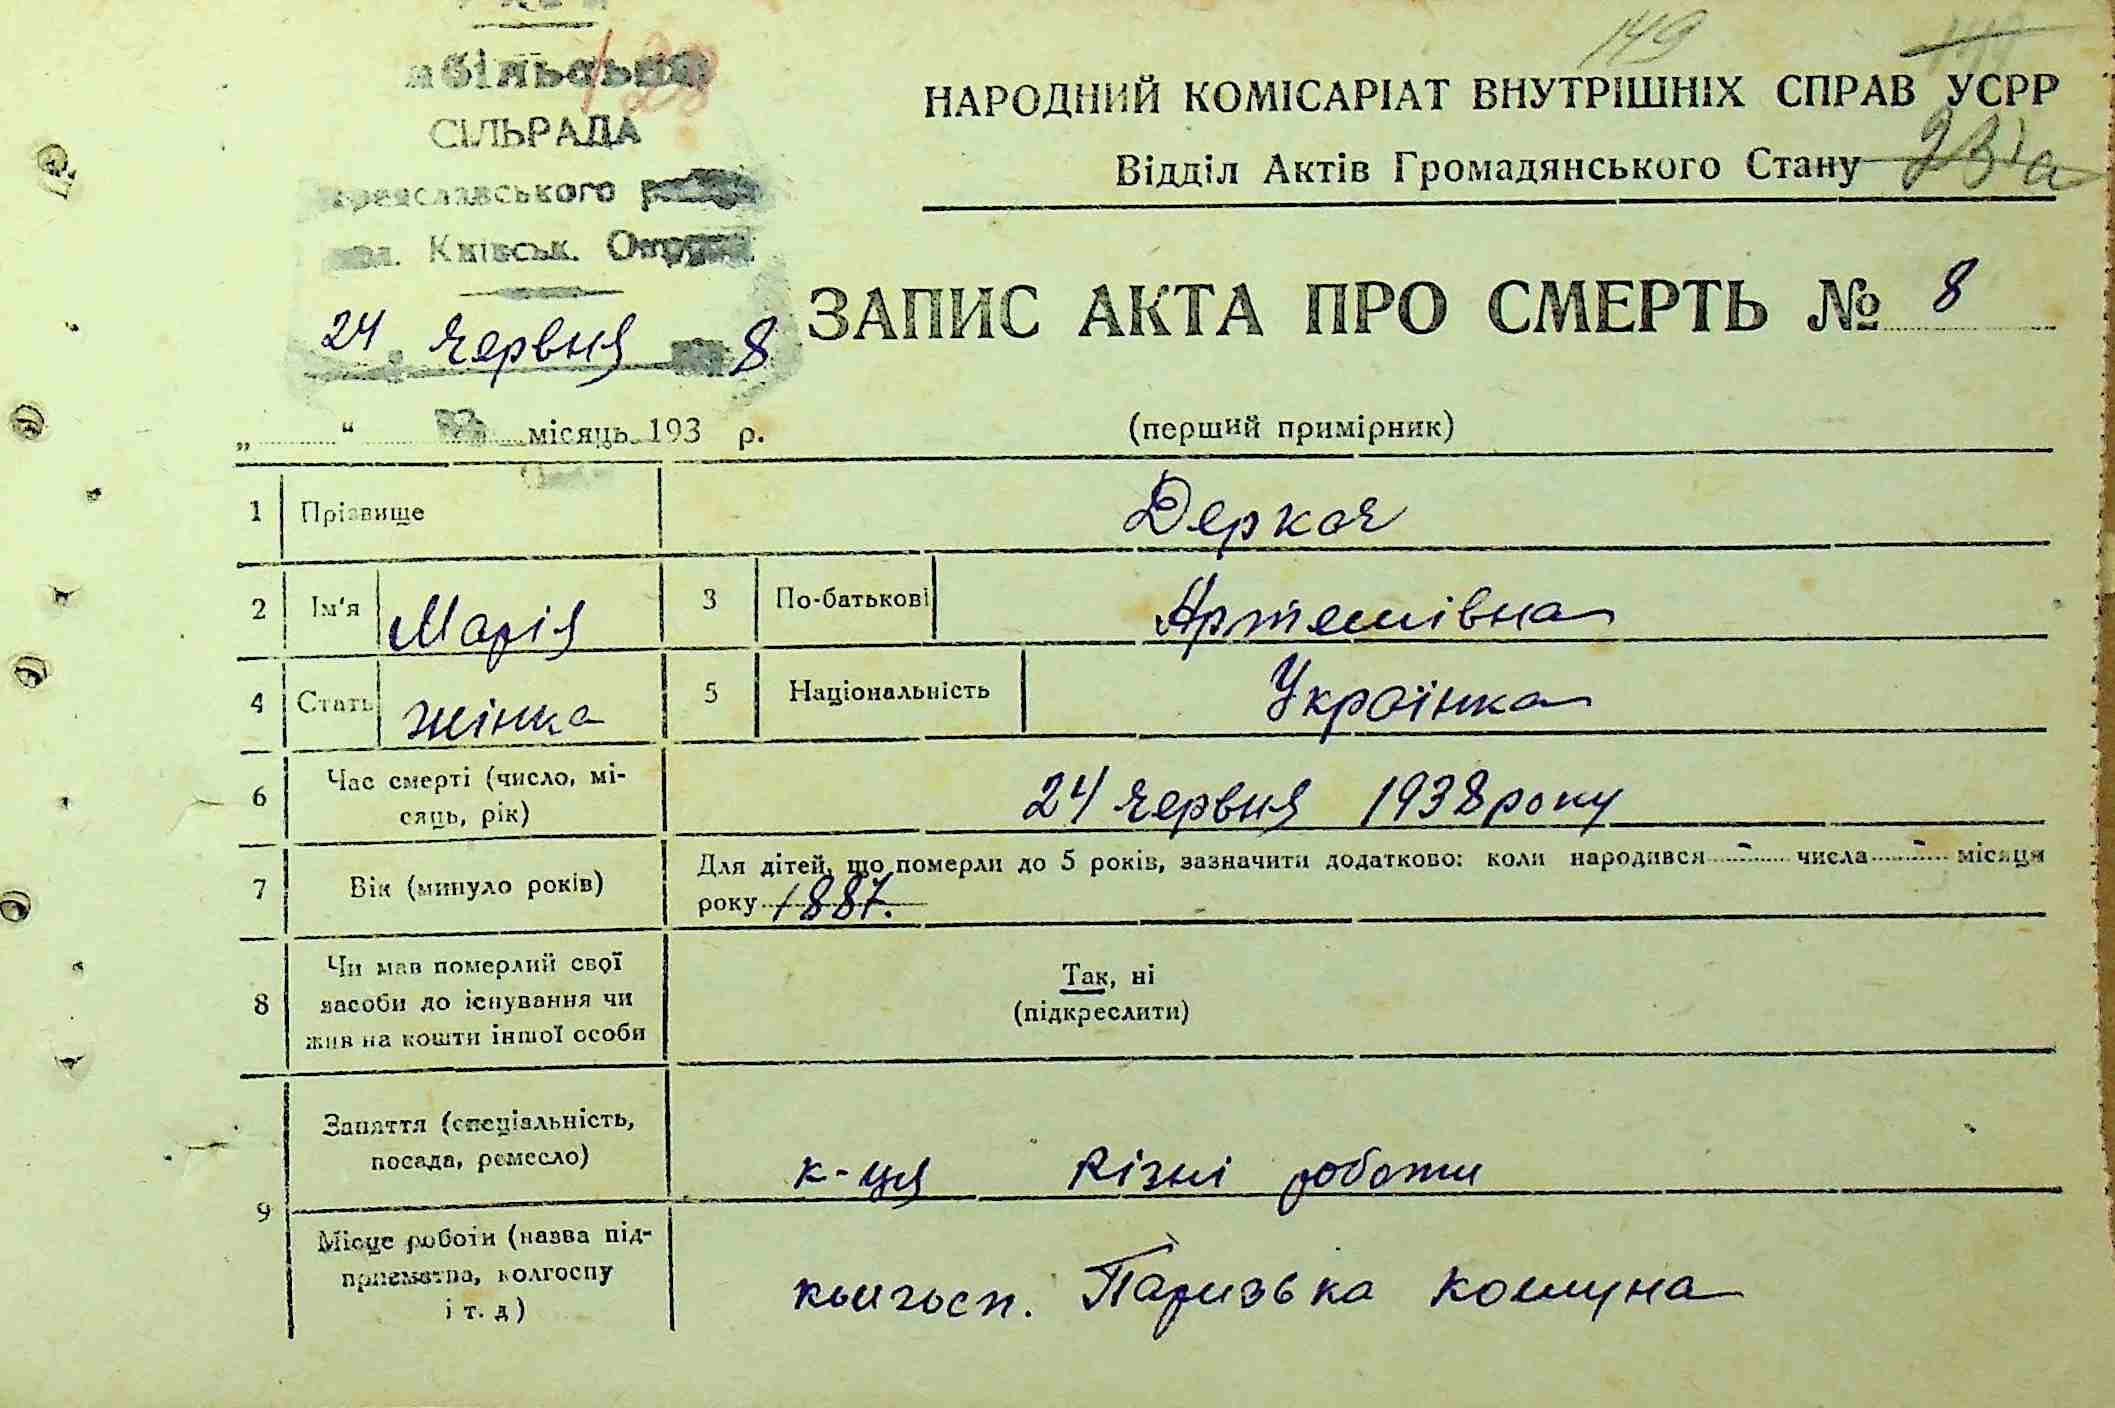 149
128
СІЛЬРАДА
Київськ.
24 червня 8
НАРОДНИЙ КОМІСАРІАТ ВНУТРІШНІХ СПРАВ УСРР
Відділ Актів Громадянського Стану
ЗАПИС АКТА ПРО СМЕРТЬ № 8
„ “ місяць 193 р.
(перший примірник)
1 Прізвище Деркач
2 Ім'я Марія 3 По-батькові Артемівна
4 Стать жінка 5 Національність Українка
6 Час смерті (число, мі-
сяць, рік)
24 червня 1938 року
7 Вік (минуло років)
Для дітей, що померли до 5 років, зазначити додатково: коли народився - числа - місяця
року 1887.
8 Чи мав померлий свої
засоби до існування чи
жив на кошти іншої особи
Так, ні
(підкреслити)
9 Заняття (спеціальність,
посада, ремесло)
к-ця Різні роботи
Місце роботи (назва під-
приємства, колгоспу
і т. д)
Паризька комуна